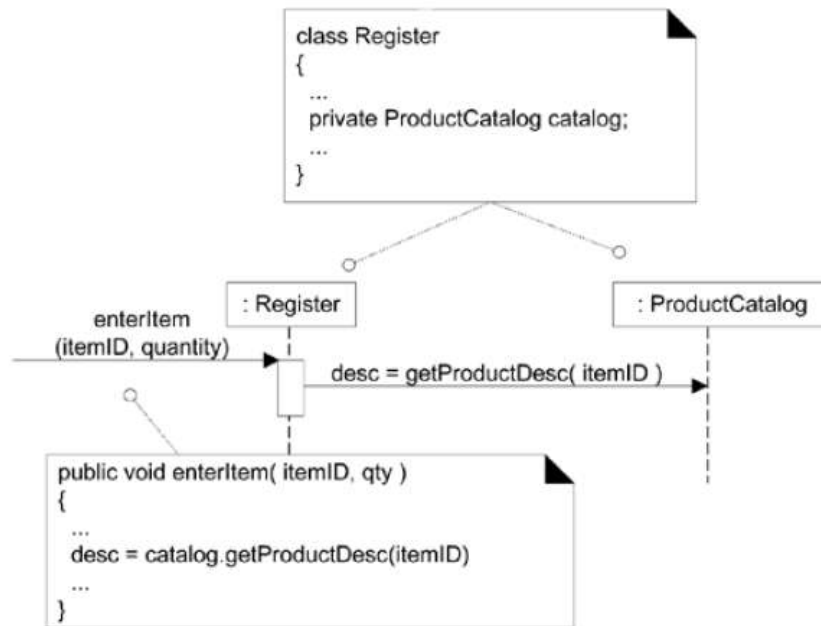 class Register
{
...
private ProductCatalog catalog;
...
}
: Register
: ProductCatalog
enterItem
(itemID, quantity)
desc = getProductDesc( itemID )
public void enterItem( itemID, qty )
{
...
desc = catalog.getProductDesc(itemID)
...
}